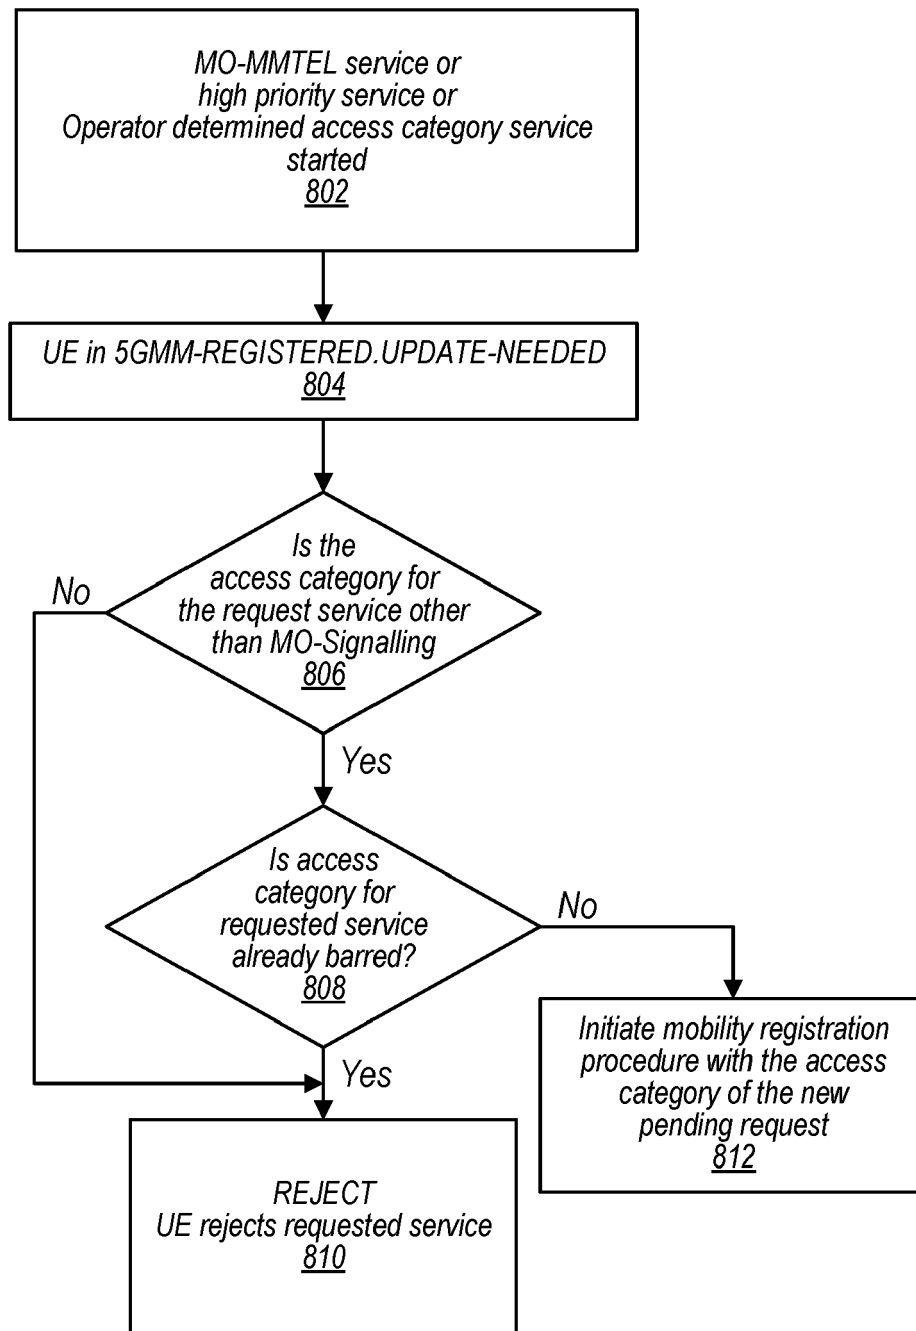 MO-MMTEL service or
high priority service or
Operator determined access category service
started
802
UE in 5GMM-REGISTERED.UPDATE-NEEDED
804
Is the
access category for
the request service other
than MO-Signalling
806
No
Yes
Is access
category for
requested service
already barred?
808
No
Yes
Initiate mobility registration
procedure with the access
category of the new
pending request
812
REJECT
UE rejects requested service
810